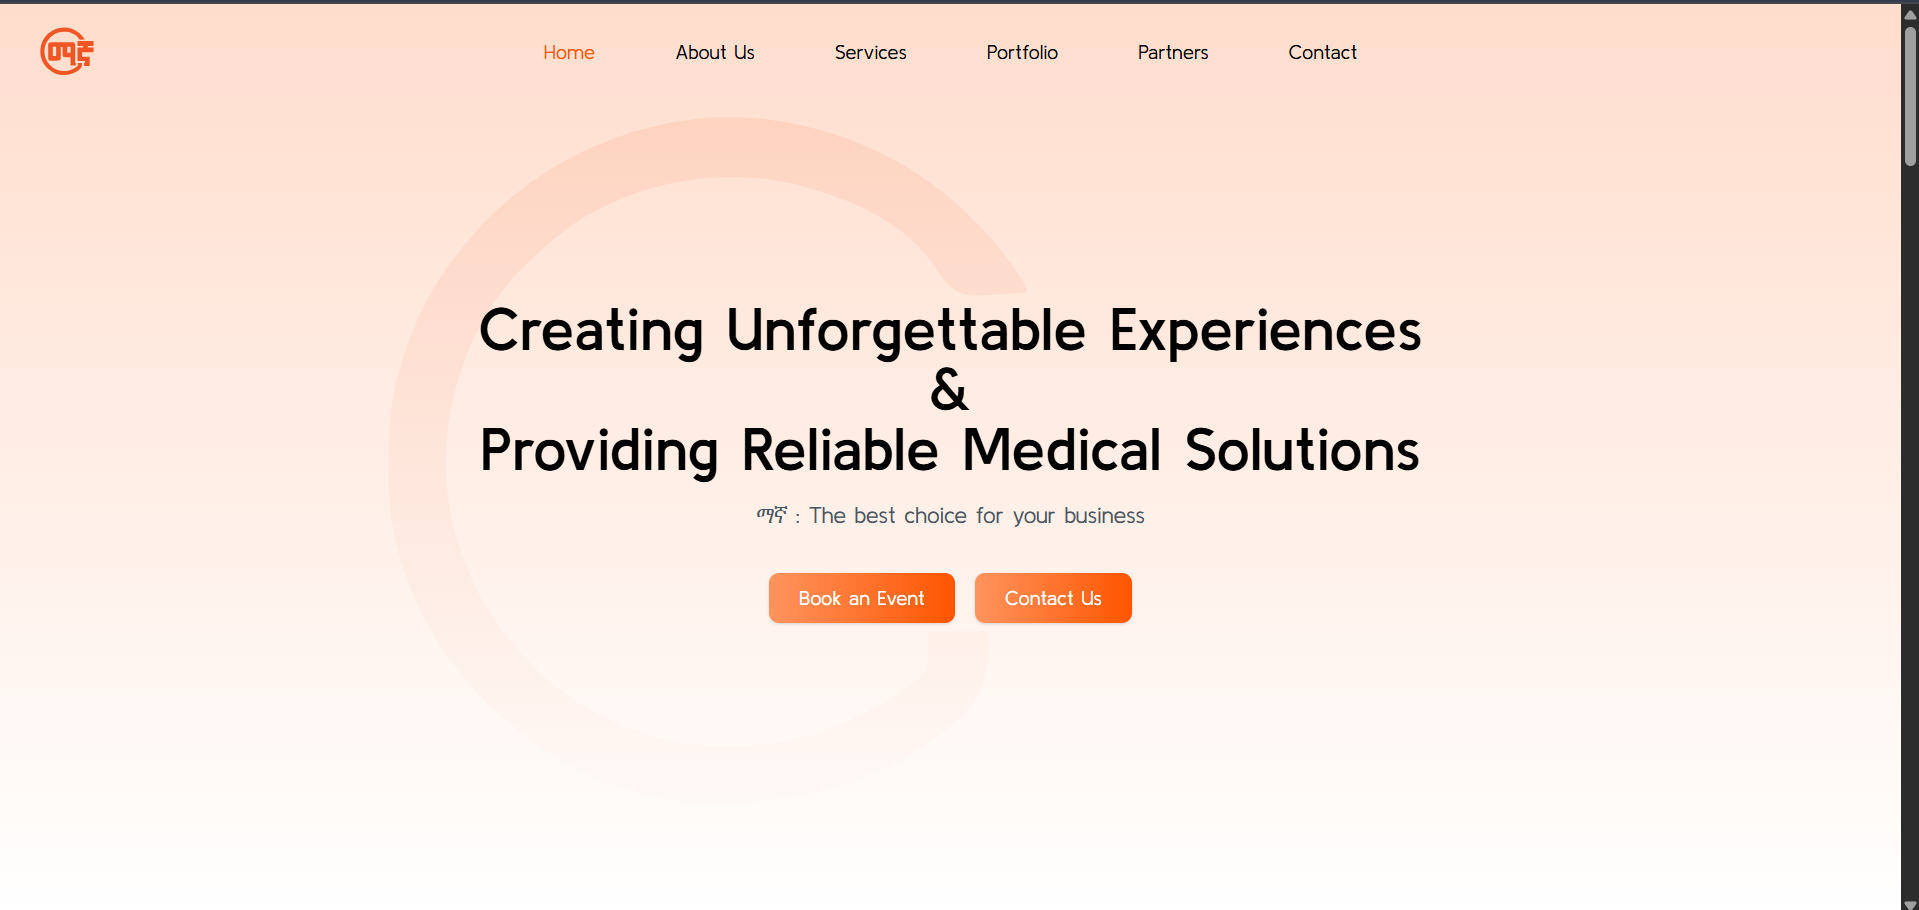 ማኛ
Home About Us Services Portfolio Partners Contact
Creating Unforgettable Experiences
&
Providing Reliable Medical Solutions
ማኛ : The best choice for your business
Book an Event Contact Us